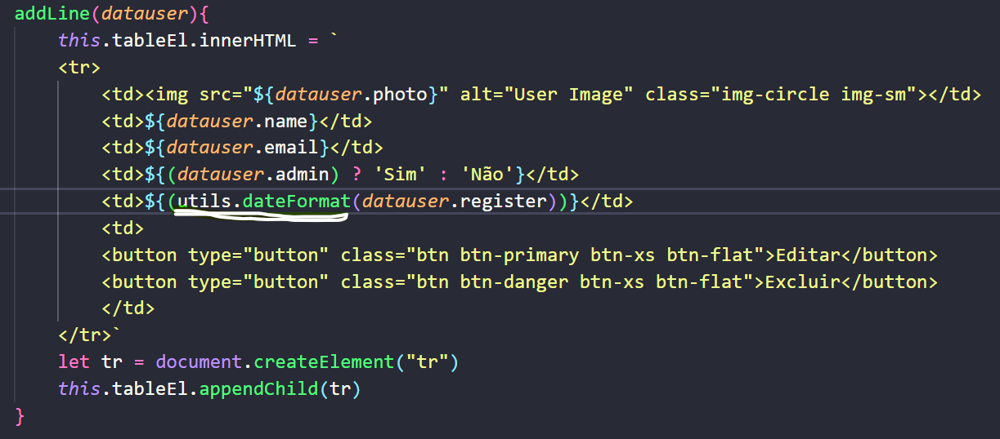 addLine(datauser){
this.tableEl.innerHTML = `
<tr>
<td><img src="${datauser.photo}" alt="User Image" class="img-circle img-sm"></td>
<td>${datauser.name}</td>
<td>${datauser.email}</td>
<td>${(datauser.admin) ? 'Sim' : 'Não'}</td>
<td>${(utils.dateFormat(datauser.register))}</td>
<td>
<button type="button" class="btn btn-primary btn-xs btn-flat">Editar</button>
<button type="button" class="btn btn-danger btn-xs btn-flat">Excluir</button>
</td>
</tr>`
let tr = document.createElement("tr")
this.tableEl.appendChild(tr)
}